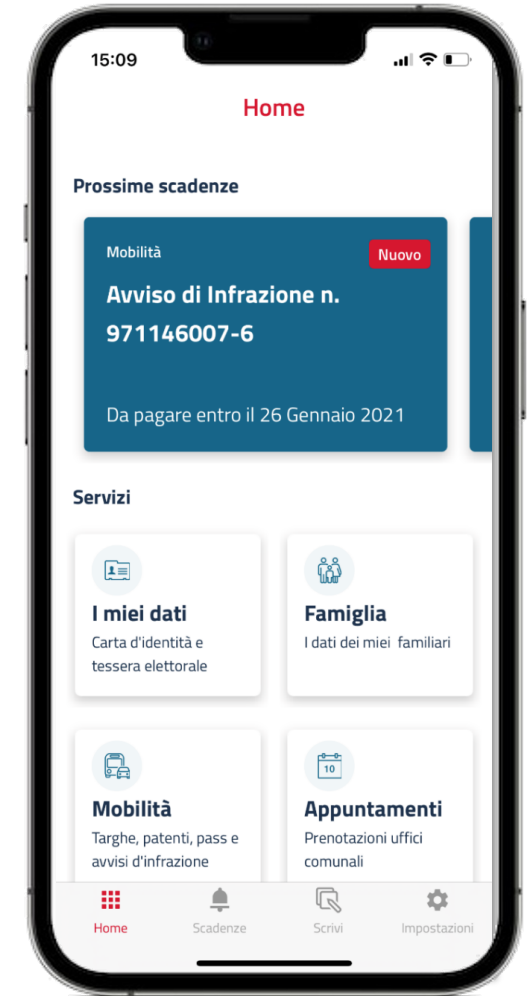 15:09
Home
Prossime scadenze
Mobilità
Nuovo
Avviso di Infrazione n.
971146007-6
Da pagare entro il 26 Gennaio 2021
Servizi
I miei dati
Carta d'identità e
tessera elettorale
Famiglia
I dati dei miei familiari
10
Mobilità
Targhe, patenti, pass e
avvisi d'infrazione
Appuntamenti
Prenotazioni uffici
comunali
Home
Scadenze
Scrivi
Impostazioni